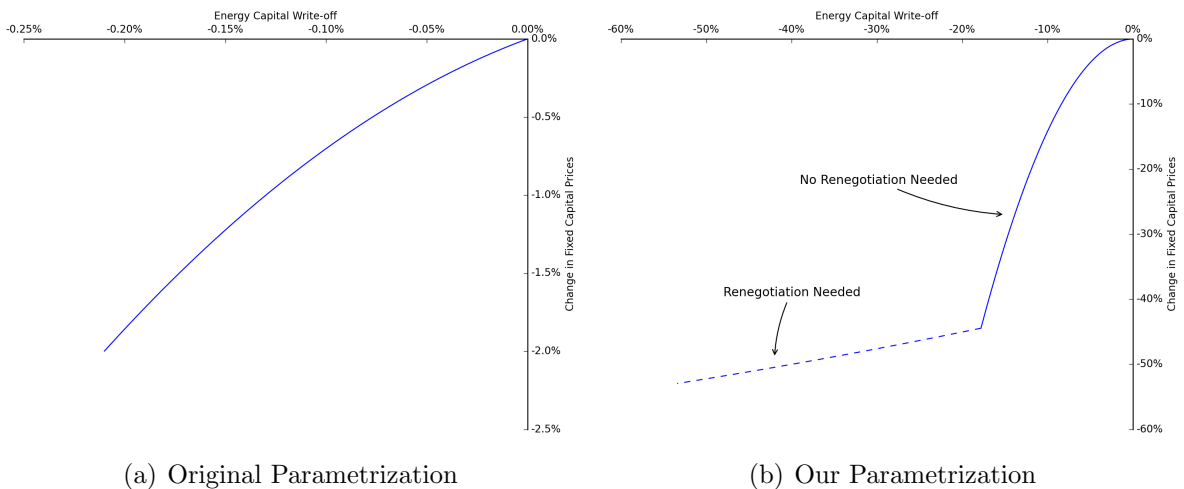 Energy Capital Write-off
-0.25% -0.20% -0.15% -0.10% -0.05% 0.00%
0.0%
-0.5%
-1.0%
-1.5%
-2.0%
-2.5%
Change in Fixed Capital Prices
(a) Original Parametrization
Energy Capital Write-off
-60% -50% -40% -30% -20% -10% 0%
0%
-10%
-20%
-30%
-40%
-50%
-60%
Change in Fixed Capital Prices
No Renegotiation Needed
Renegotiation Needed
(b) Our Parametrization